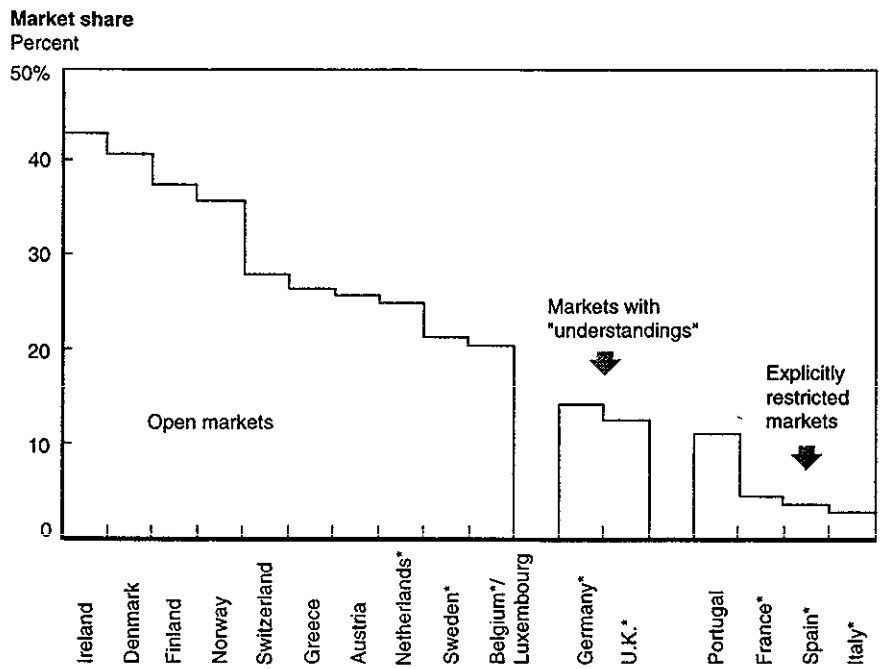 Market share
Percent
50%
40
30
20
10
0
Open markets
Markets with
"understandings"
Explicitly
restricted
markets
Ireland
Denmark
Finland
Norway
Switzerland
Greece
Austria
Netherlands*
Sweden*
Belgium*/
Luxembourg
Germany*
U.K.*
Portugal
France*
Spain*
Italy*